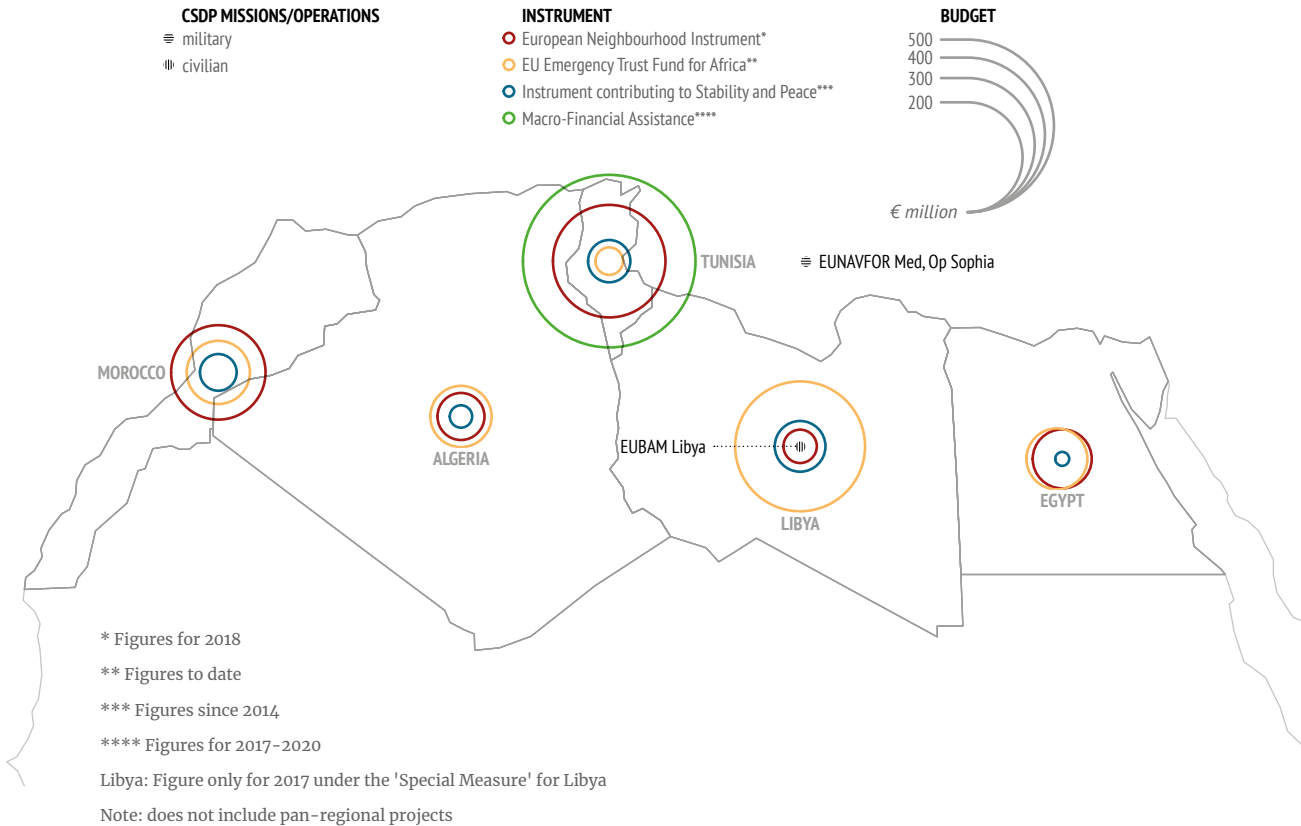 CSDP MISSIONS/OPERATIONS
military
civilian
INSTRUMENT
European Neighbourhood Instrument*
EU Emergency Trust Fund for Africa**
Instrument contributing to Stability and Peace***
Macro-Financial Assistance****
BUDGET
500
400
300
200
€ million
TUNISIA
EUNAVFOR Med, Op Sophia
MOROCCO
ALGERIA
EUBAM Libya
LIBYA
EGYPT
* Figures for 2018
** Figures to date
*** Figures since 2014
**** Figures for 2017-2020
Libya: Figure only for 2017 under the 'Special Measure' for Libya
Note: does not include pan-regional projects